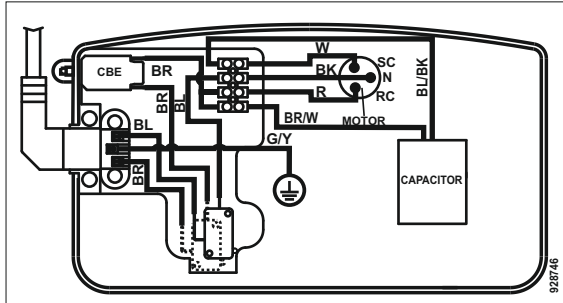 W
SC
BK
N
R
RC
MOTOR
BL/BK
CBE
BR
BR
BL
BR/W
G/Y
BL
BR
CAPACITOR
928746